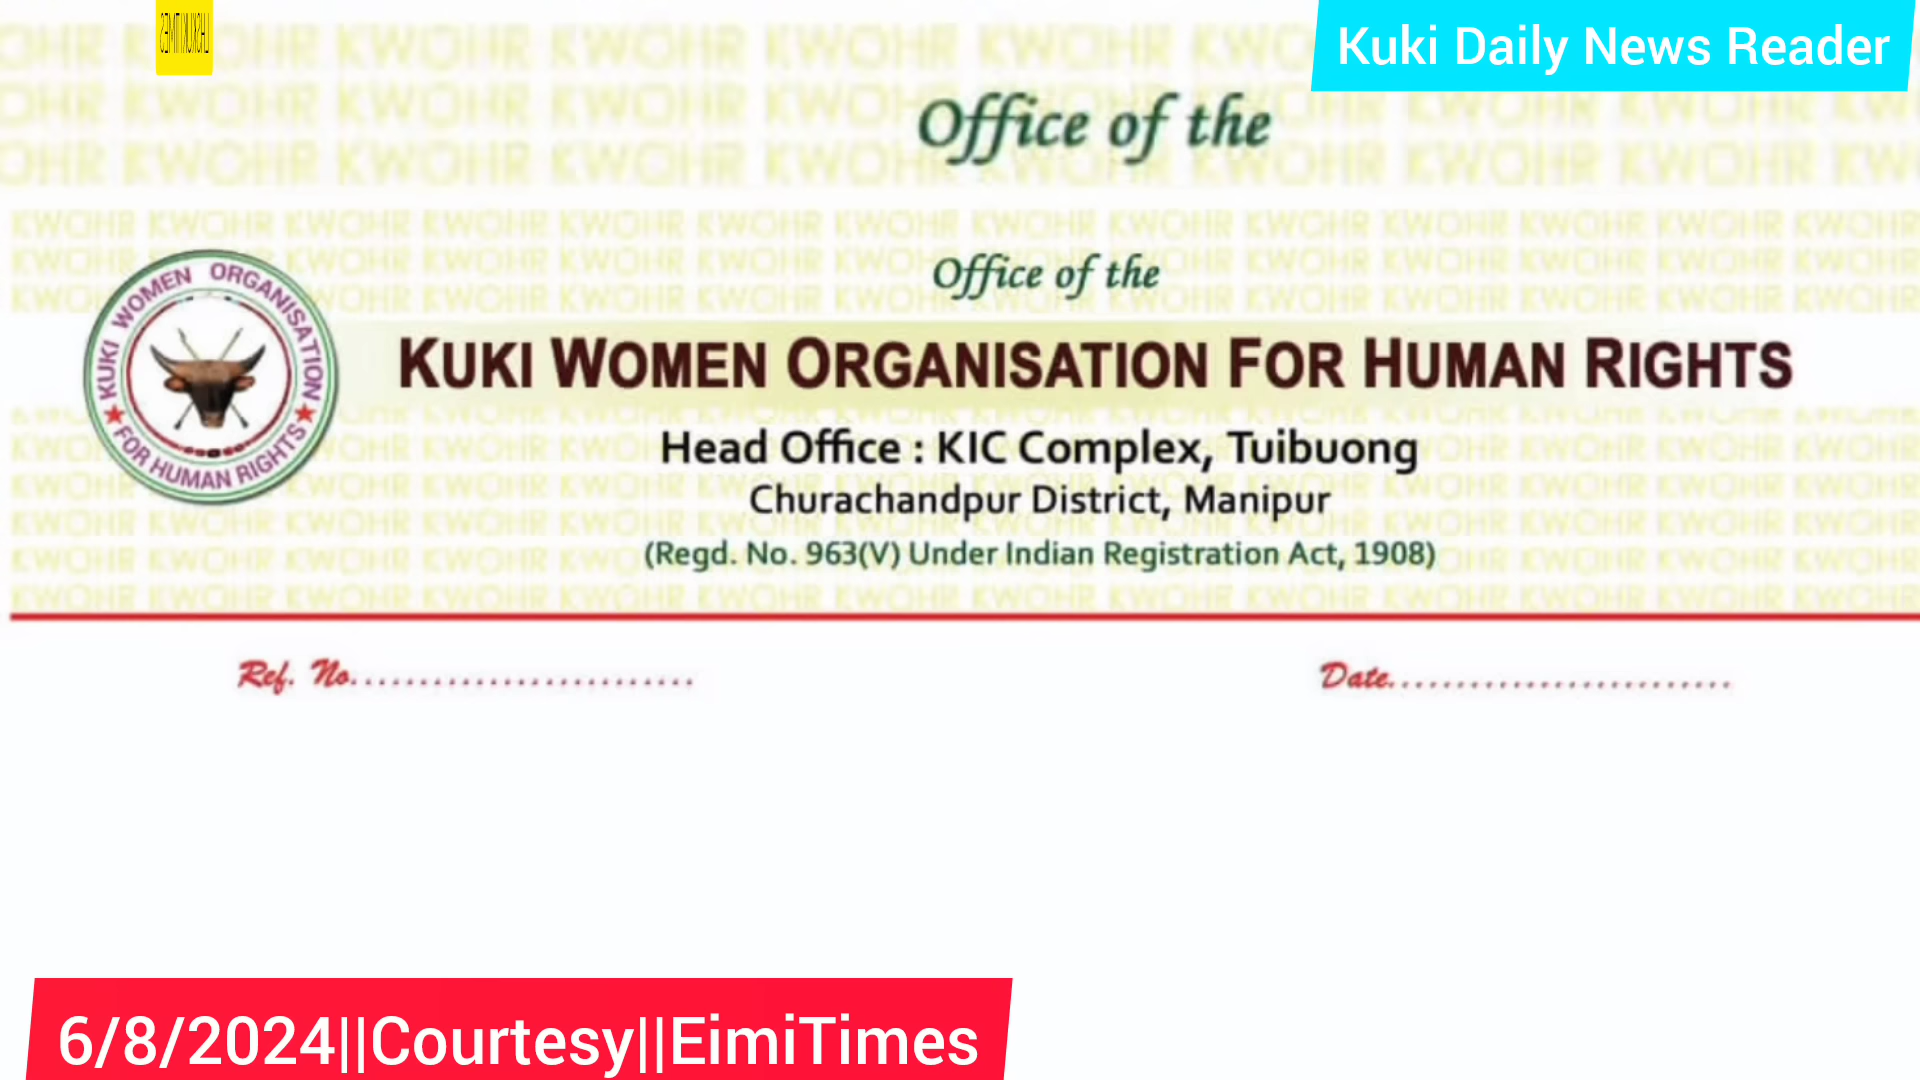 LHSKUKITIMES
Kuki Daily News Reader
Office of the
Office of the
KUKI WOMEN ORGANISATION
FOR HUMAN RIGHTS
KUKI WOMEN ORGANISATION FOR HUMAN RIGHTS
Head Office : KIC Complex, Tuibuong
Churachandpur District, Manipur
(Regd. No. 963(V) Under Indian Registration Act, 1908)
Ref. No.........................
Date.........................
6/8/2024||Courtesy||EimiTimes